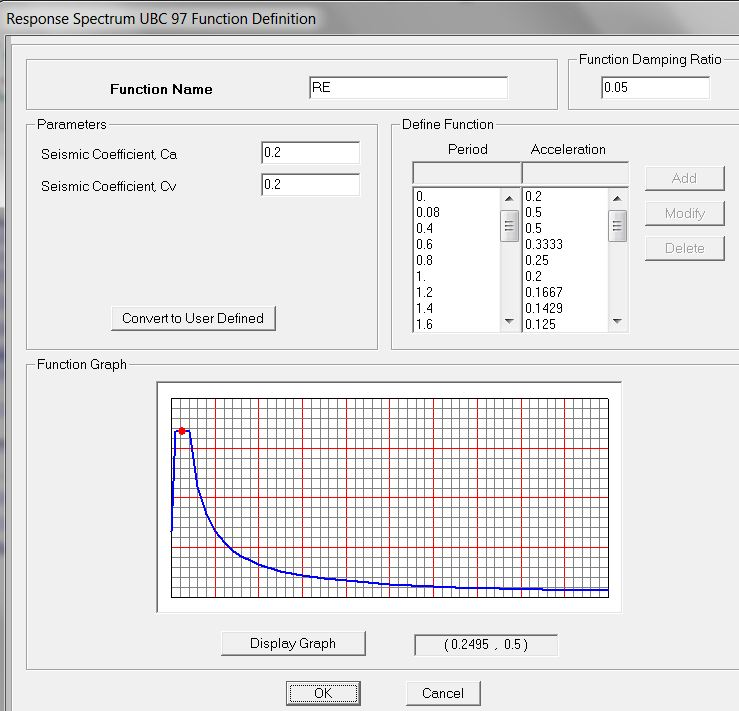 Response Spectrum UBC 97 Function Definition
Function Name
RE
Function Damping Ratio
0.05
Parameters
Seismic Coefficient, Ca
0.2
Seismic Coefficient, Cv
0.2
Convert to User Defined
Define Function
Period Acceleration
0. 0.2
0.08 0.5
0.4 0.5
0.6 0.3333
0.8 0.25
1. 0.2
1.2 0.1667
1.4 0.1429
1.6 0.125
Add
Modify
Delete
Function Graph
Display Graph
(0.2495 , 0.5)
OK
Cancel